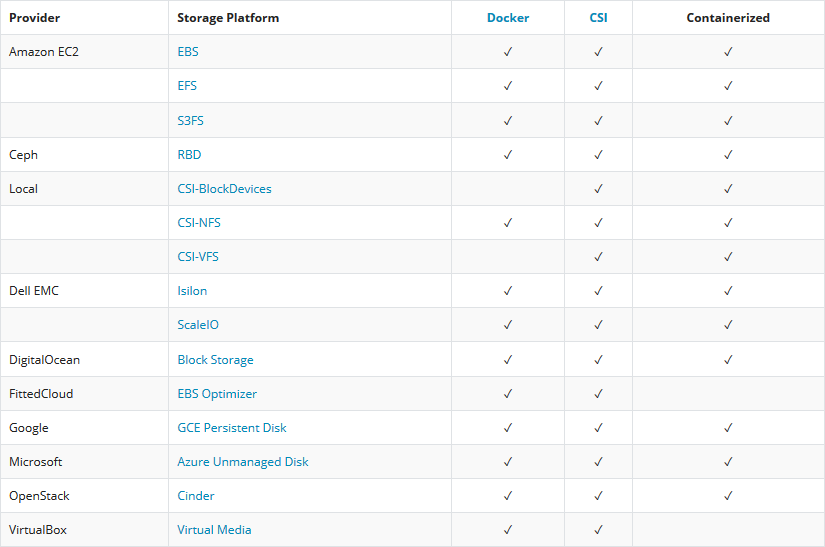 Provider Storage Platform Docker CSI Containerized
Amazon EC2 EBS ✓ ✓ ✓
EFS ✓ ✓ ✓
S3FS ✓ ✓ ✓
Ceph RBD ✓ ✓ ✓
Local CSI-BlockDevices ✓ ✓
CSI-NFS ✓ ✓ ✓
CSI-VFS ✓ ✓
Dell EMC Isilon ✓ ✓ ✓
ScaleIO ✓ ✓ ✓
DigitalOcean Block Storage ✓ ✓ ✓
FittedCloud EBS Optimizer ✓ ✓
Google GCE Persistent Disk ✓ ✓ ✓
Microsoft Azure Unmanaged Disk ✓ ✓ ✓
OpenStack Cinder ✓ ✓ ✓
VirtualBox Virtual Media ✓ ✓